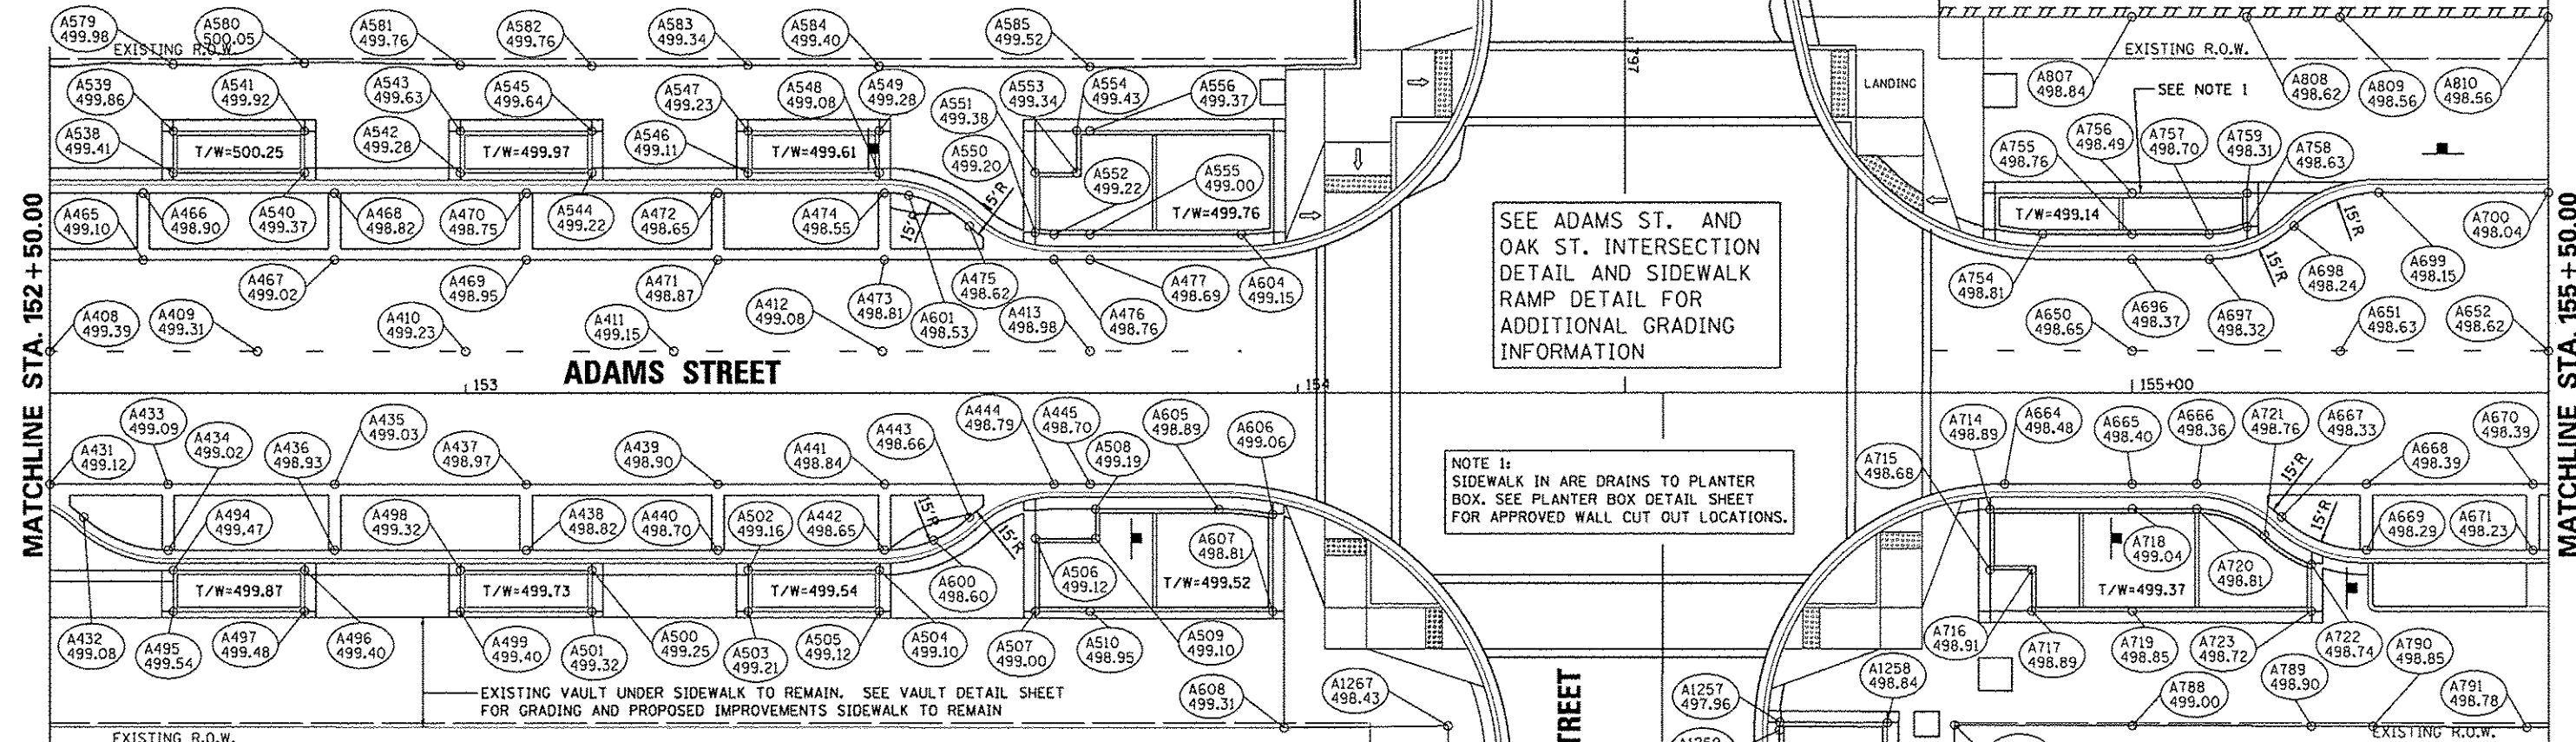 A579
499.98
A580
500.05
A581
499.76
A582
499.76
A583
499.34
A584
499.40
A585
499.52
EXISTING R.O.W.
797
LANDING
EXISTING R.O.W.
A807
498.84
A808
498.62
A809
498.56
A810
498.56
SEE NOTE 1
A539
499.86
A541
499.92
A543
499.63
A545
499.64
A547
499.23
A548
499.08
A549
499.28
A551
499.38
A553
499.34
A554
499.43
A556
499.37
A538
499.41
A542
499.28
A546
499.11
A550
499.20
T/W=500.25
T/W=499.97
T/W=499.61
A552
499.22
A555
499.00
T/W=499.76
A755
498.76
A756
498.49
A757
498.70
A759
498.31
A758
498.63
T/W=499.14
A465
499.10
A466
498.90
A540
499.37
A468
498.82
A470
498.75
A544
499.22
A472
498.65
A474
498.55
15'R
15'R
15'R
15'R
A700
498.04
A467
499.02
A469
498.95
A471
498.87
A473
498.81
A475
498.62
A477
498.69
A604
499.15
A754
498.81
A698
498.24
A699
498.15
A408
499.39
A409
499.31
A410
499.23
A411
499.15
A412
499.08
A601
498.53
A413
498.98
A476
498.76
A650
498.65
A696
498.37
A697
498.32
A651
498.63
A652
498.62
SEE ADAMS ST. AND
OAK ST. INTERSECTION
DETAIL AND SIDEWALK
RAMP DETAIL FOR
ADDITIONAL GRADING
INFORMATION
MATCHLINE STA. 152+50.00
MATCHLINE STA. 155+50.00
ADAMS STREET
153
154
155+00
A431
499.12
A433
499.09
A434
499.02
A436
498.93
A435
499.03
A437
498.97
A439
498.90
A441
498.84
A443
498.66
A444
498.79
A445
498.70
A508
499.19
A605
498.89
A606
499.06
A714
498.89
A715
498.68
A664
498.48
A665
498.40
A666
498.36
A721
498.76
A667
498.33
A668
498.39
A670
498.39
NOTE 1:
SIDEWALK IN ARE DRAINS TO PLANTER
BOX. SEE PLANTER BOX DETAIL SHEET
FOR APPROVED WALL CUT OUT LOCATIONS.
A494
499.47
A498
499.32
A438
498.82
A440
498.70
A502
499.16
A442
498.65
15'R
15'R
15'R
15'R
A506
499.12
A607
498.81
T/W=499.52
A718
499.04
A720
498.81
T/W=499.37
A669
498.29
A671
498.23
T/W=499.87
T/W=499.73
T/W=499.54
A600
498.60
A432
499.08
A495
499.54
A497
499.48
A496
499.40
A499
499.40
A501
499.32
A500
499.25
A503
499.21
A505
499.12
A504
499.10
A507
499.00
A510
498.95
A509
499.10
A716
498.91
A717
498.89
A719
498.85
A723
498.72
A722
498.74
A789
498.90
A790
498.85
EXISTING VAULT UNDER SIDEWALK TO REMAIN. SEE VAULT DETAIL SHEET
FOR GRADING AND PROPOSED IMPROVEMENTS SIDEWALK TO REMAIN
A608
499.31
A1267
498.43
TREET
A1257
497.96
A1258
498.84
A788
499.00
A791
498.78
EXISTING R.O.W.
EXISTING R.O.W.